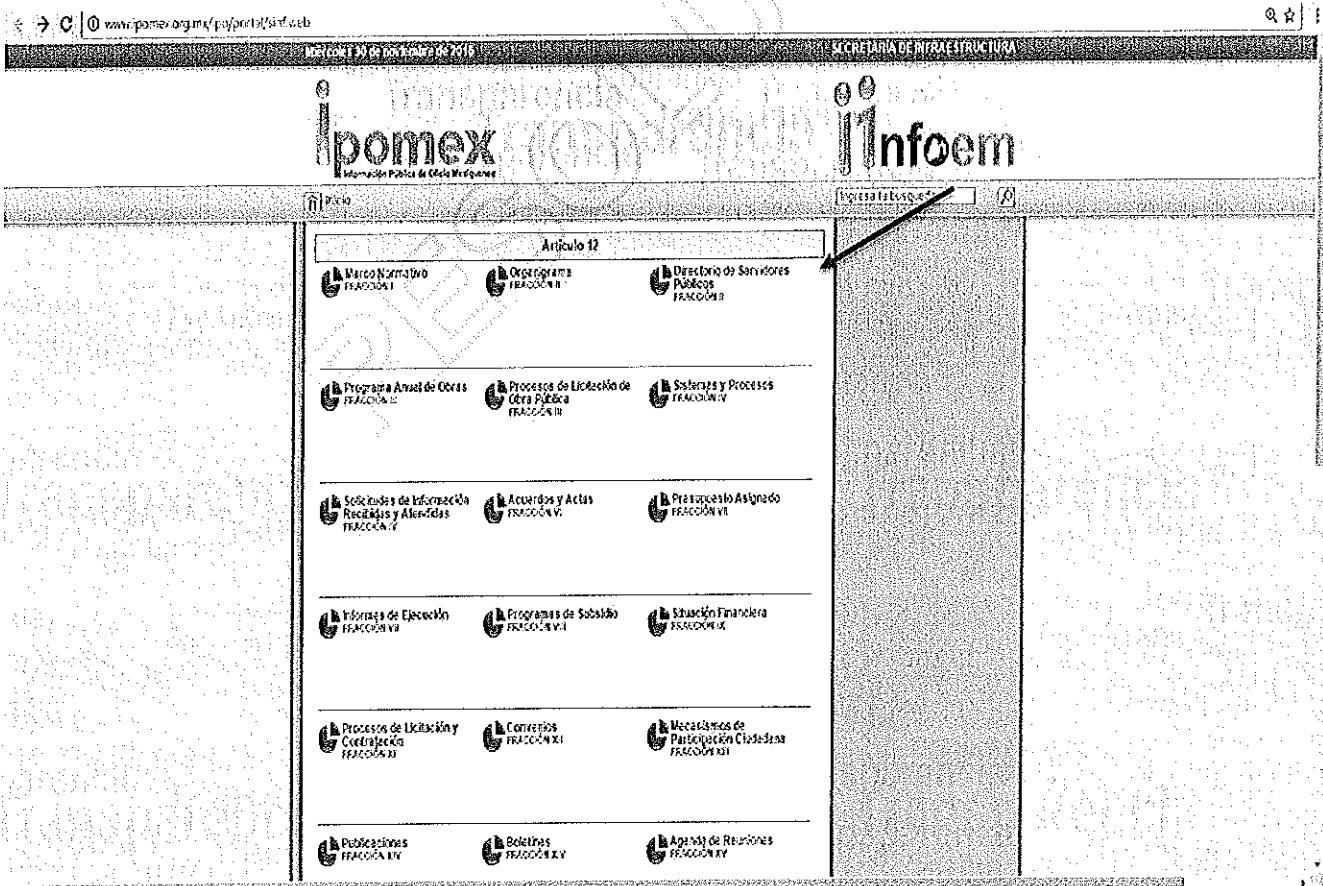 www.ipomex.org.mx/ipo/portal/sinf.web
Miércoles 30 de noviembre de 2016
SECRETARÍA DE INFRAESTRUCTURA
ipomex
Información Pública de Oficio Mexiquense
infoem
Inicio
Ingresa tu búsqueda
Artículo 12
Marco Normativo
FRACCIÓN I
Organigrama
FRACCIÓN II
Directorio de Servidores
Públicos
FRACCIÓN II
Programa Anual de Obras
FRACCIÓN III
Procesos de Licitación de
Obra Pública
FRACCIÓN III
Sistemas y Procesos
FRACCIÓN IV
Solicitudes de Información
Recibidas y Atendidas
FRACCIÓN V
Acuerdos y Actas
FRACCIÓN VI
Presupuesto Asignado
FRACCIÓN VII
Informes de Ejecución
FRACCIÓN VII
Programas de Subsidio
FRACCIÓN VIII
Situación Financiera
FRACCIÓN IX
Procesos de Licitación y
Contratación
FRACCIÓN XI
Convenios
FRACCIÓN XII
Mecanismos de
Participación Ciudadana
FRACCIÓN XIII
Publicaciones
FRACCIÓN XIV
Boletines
FRACCIÓN XV
Agenda de Reuniones
FRACCIÓN XV